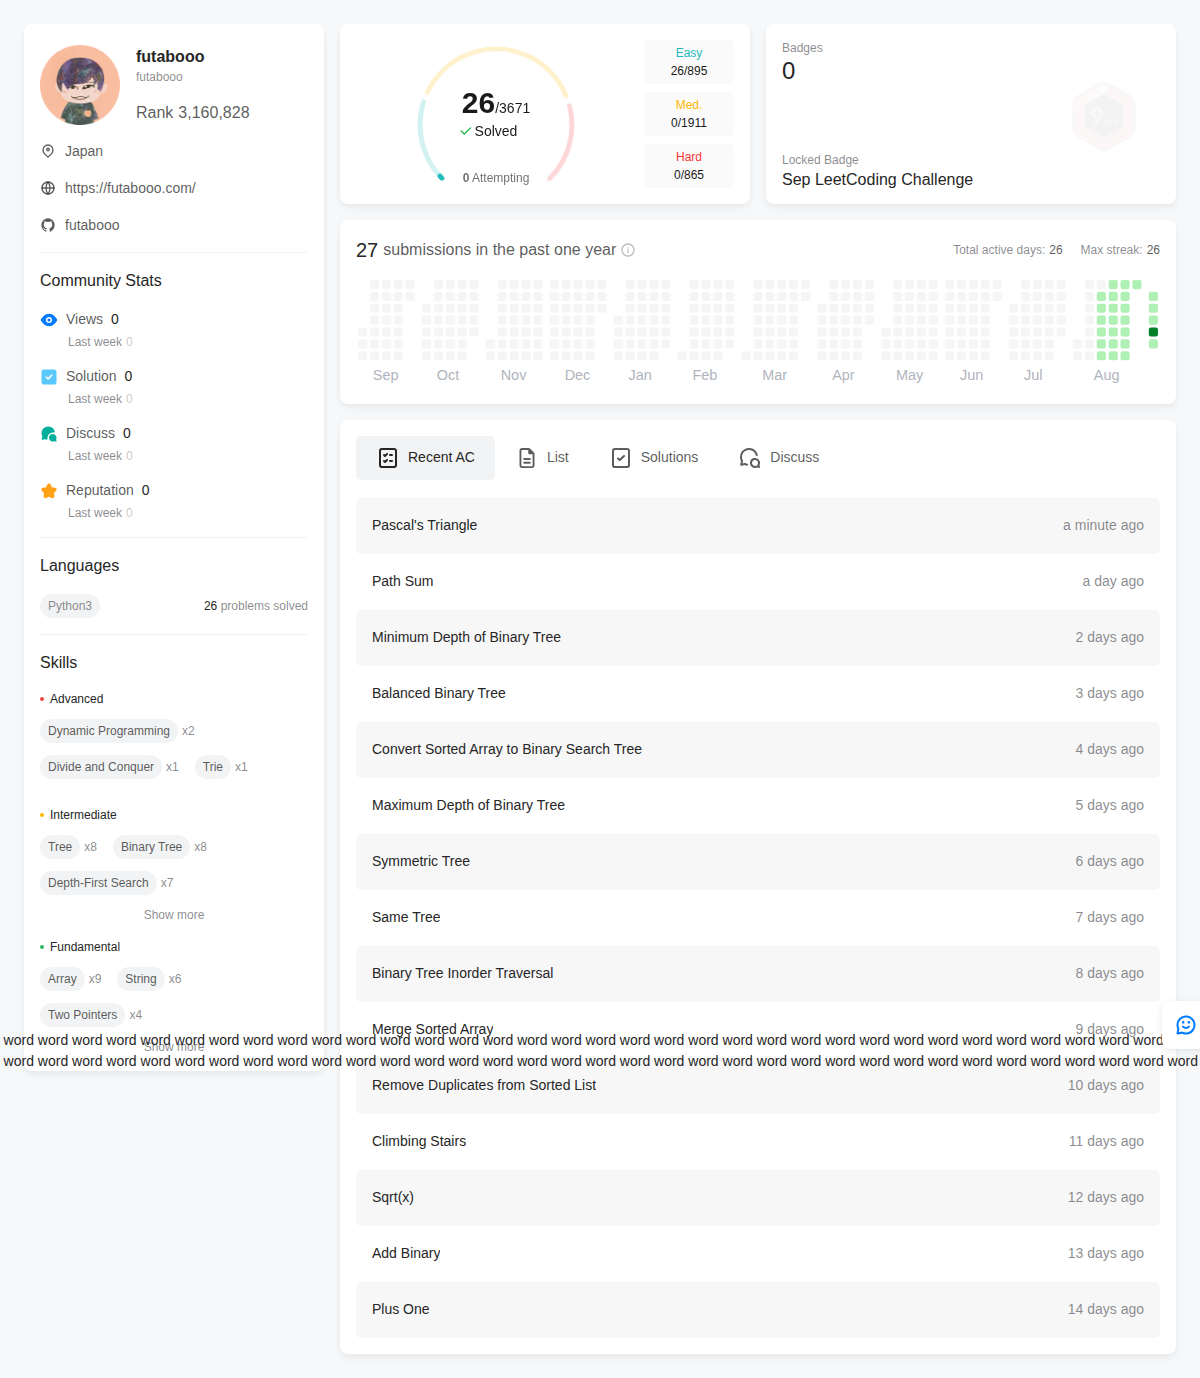 futabooo
futabooo
Rank 3,160,828
Japan
https://futabooo.com/
futabooo
Community Stats
Views 0
Last week 0
Solution 0
Last week 0
Discuss 0
Last week 0
Reputation 0
Last week 0
Languages
Python3 26 problems solved
Skills
Advanced
Dynamic Programming x2
Divide and Conquer x1 Trie x1
Intermediate
Tree x8 Binary Tree x8
Depth-First Search x7
Show more
Fundamental
Array x9 String x6
Two Pointers x4
Show more
26/3671
Solved
0 Attempting
Easy
26/895
Med.
0/1911
Hard
0/865
Badges
0
Locked Badge
Sep LeetCoding Challenge
27 submissions in the past one year
Total active days: 26 Max streak: 26
Sep Oct Nov Dec Jan Feb Mar Apr May Jun Jul Aug
Recent AC List Solutions Discuss
Pascal's Triangle a minute ago
Path Sum a day ago
Minimum Depth of Binary Tree 2 days ago
Balanced Binary Tree 3 days ago
Convert Sorted Array to Binary Search Tree 4 days ago
Maximum Depth of Binary Tree 5 days ago
Symmetric Tree 6 days ago
Same Tree 7 days ago
Binary Tree Inorder Traversal 8 days ago
Merge Sorted Array 9 days ago
word word word word word word word word word word word word word word word word word word word word word word word word word word word word word word word word word word
word word word word word word word word word word word word word word word word word word word word word word word word word word word word word word word word word word word
Remove Duplicates from Sorted List 10 days ago
Climbing Stairs 11 days ago
Sqrt(x) 12 days ago
Add Binary 13 days ago
Plus One 14 days ago